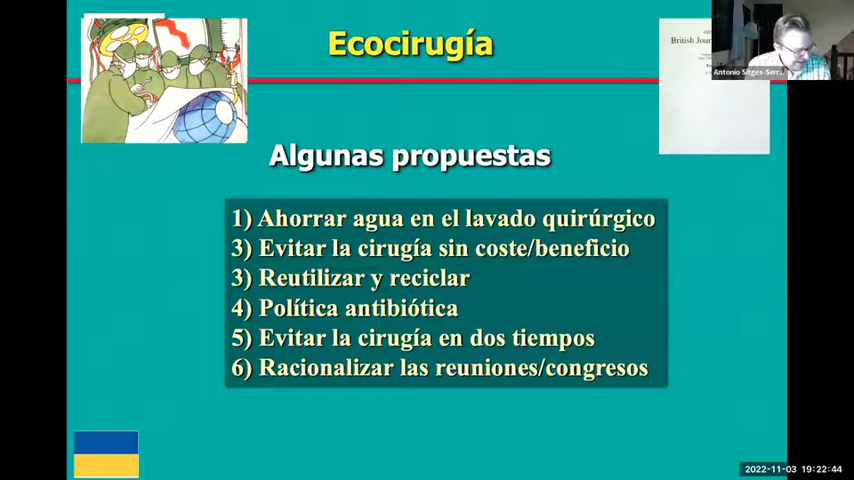 Ecocirugía
British Jour
Antonio Sitges-Serr...
Algunas propuestas
1) Ahorrar agua en el lavado quirúrgico
3) Evitar la cirugía sin coste/beneficio
3) Reutilizar y reciclar
4) Política antibiótica
5) Evitar la cirugía en dos tiempos
6) Racionalizar las reuniones/congresos
2022-11-03 19:22:44